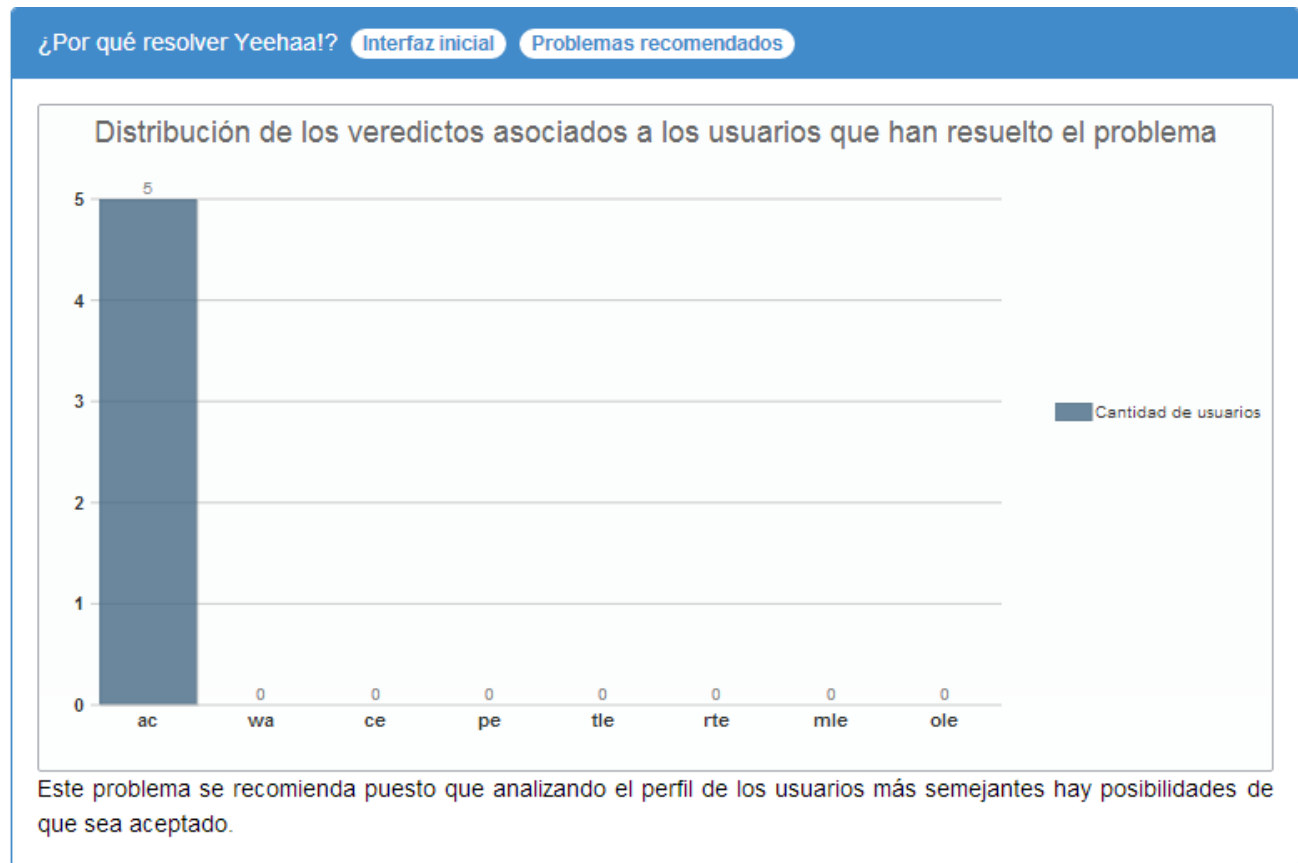 ¿Por qué resolver Yeehaa!? Interfaz inicial Problemas recomendados
Distribución de los veredictos asociados a los usuarios que han resuelto el problema
5
5
4
3
Cantidad de usuarios
2
1
0
0 0 0 0 0 0 0
ac wa ce pe tle rte mle ole
Este problema se recomienda puesto que analizando el perfil de los usuarios más semejantes hay posibilidades de
que sea aceptado.